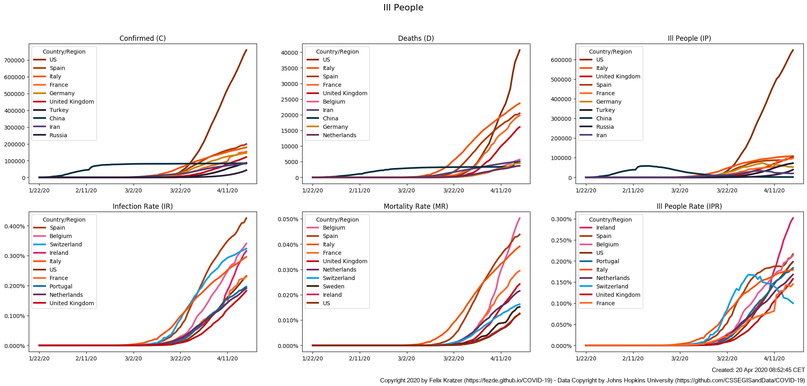 Ill People
Confirmed (C)
Country/Region
US
Spain
Italy
France
Germany
United Kingdom
Turkey
China
Iran
Russia
700000
600000
500000
400000
300000
200000
100000
0
1/22/20
2/11/20
3/2/20
3/22/20
4/11/20
Deaths (D)
Country/Region
US
Italy
Spain
France
United Kingdom
Belgium
Iran
China
Germany
Netherlands
40000
35000
30000
25000
20000
15000
10000
5000
0
1/22/20
2/11/20
3/2/20
3/22/20
4/11/20
Ill People (IP)
Country/Region
US
Italy
United Kingdom
Spain
France
Turkey
Germany
China
Russia
Iran
600000
500000
400000
300000
200000
100000
0
1/22/20
2/11/20
3/2/20
3/22/20
4/11/20
Infection Rate (IR)
Country/Region
Spain
Belgium
Switzerland
Ireland
Italy
US
France
Portugal
Netherlands
United Kingdom
0.400%
0.300%
0.200%
0.100%
0.000%
1/22/20
2/11/20
3/2/20
3/22/20
4/11/20
Mortality Rate (MR)
Country/Region
Belgium
Spain
Italy
France
United Kingdom
Netherlands
Switzerland
Sweden
Ireland
US
0.050%
0.040%
0.030%
0.020%
0.010%
0.000%
1/22/20
2/11/20
3/2/20
3/22/20
4/11/20
Ill People Rate (IPR)
Country/Region
Ireland
Spain
Belgium
US
Portugal
Italy
Netherlands
Switzerland
United Kingdom
France
0.300%
0.250%
0.200%
0.150%
0.100%
0.050%
0.000%
1/22/20
2/11/20
3/2/20
3/22/20
4/11/20
Created: 20 Apr 2020 08:52:45 CET
Copyright 2020 by Felix Kratzer (https://fezde.github.io/COVID-19) - Data Copyright by Johns Hopkins University (https://github.com/CSSEGISandData/COVID-19)